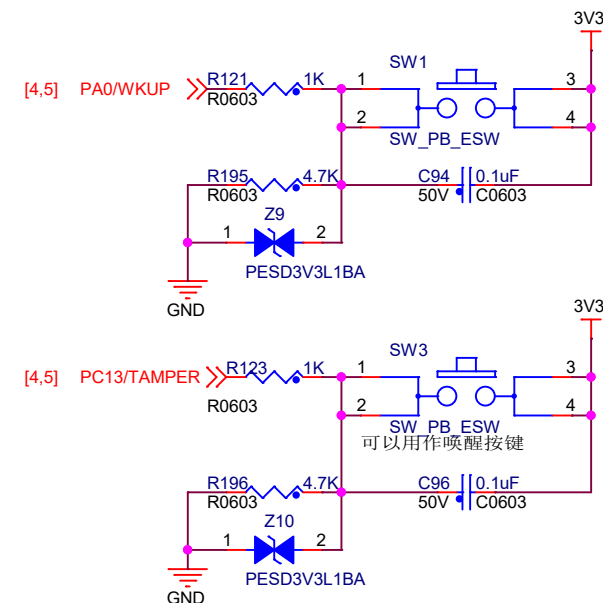 3V3
SW1
[4,5] PA0/WKUP R121 1K 1 3
R0603
2 4
SW_PB_ESW
R195 4.7K C94 0.1uF
R0603 50V C0603
Z9
1 2
PESD3V3L1BA
GND
3V3
SW3
[4,5] PC13/TAMPER R123 1K 1 3
R0603
2 4
SW_PB_ESW
可以用作唤醒按键
R196 4.7K C96 0.1uF
R0603 50V C0603
Z10
1 2
PESD3V3L1BA
GND